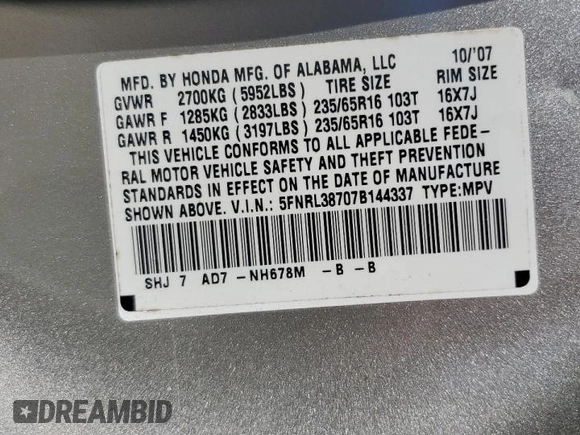 MFD. BY HONDA MFG. OF ALABAMA, LLC 10/'07
GVWR 2700KG (5952LBS) TIRE SIZE RIM SIZE
GAWR F 1285KG (2833LBS) 235/65R16 103T 16X7J
GAWR R 1450KG (3197LBS) 235/65R16 103T 16X7J
THIS VEHICLE CONFORMS TO ALL APPLICABLE FEDE-
RAL MOTOR VEHICLE SAFETY AND THEFT PREVENTION
STANDARDS IN EFFECT ON THE DATE OF MANUFACTURE
SHOWN ABOVE. V.I.N.: 5FNRL38707B144337 TYPE:MPV
SHJ 7 AD7 -NH678M -B -B
DREAMBID